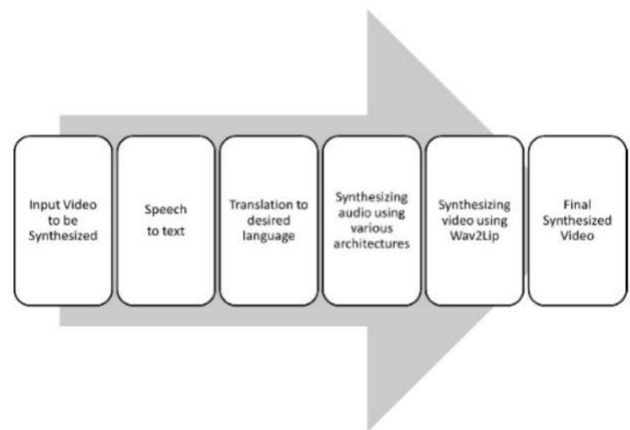 Input Video
to be
Synthesized
Speech
to text
Translation to
desired
language
Synthesizing
audio using
various
architectures
Synthesizing
video using
Wav2Lip
Final
Synthesized
Video